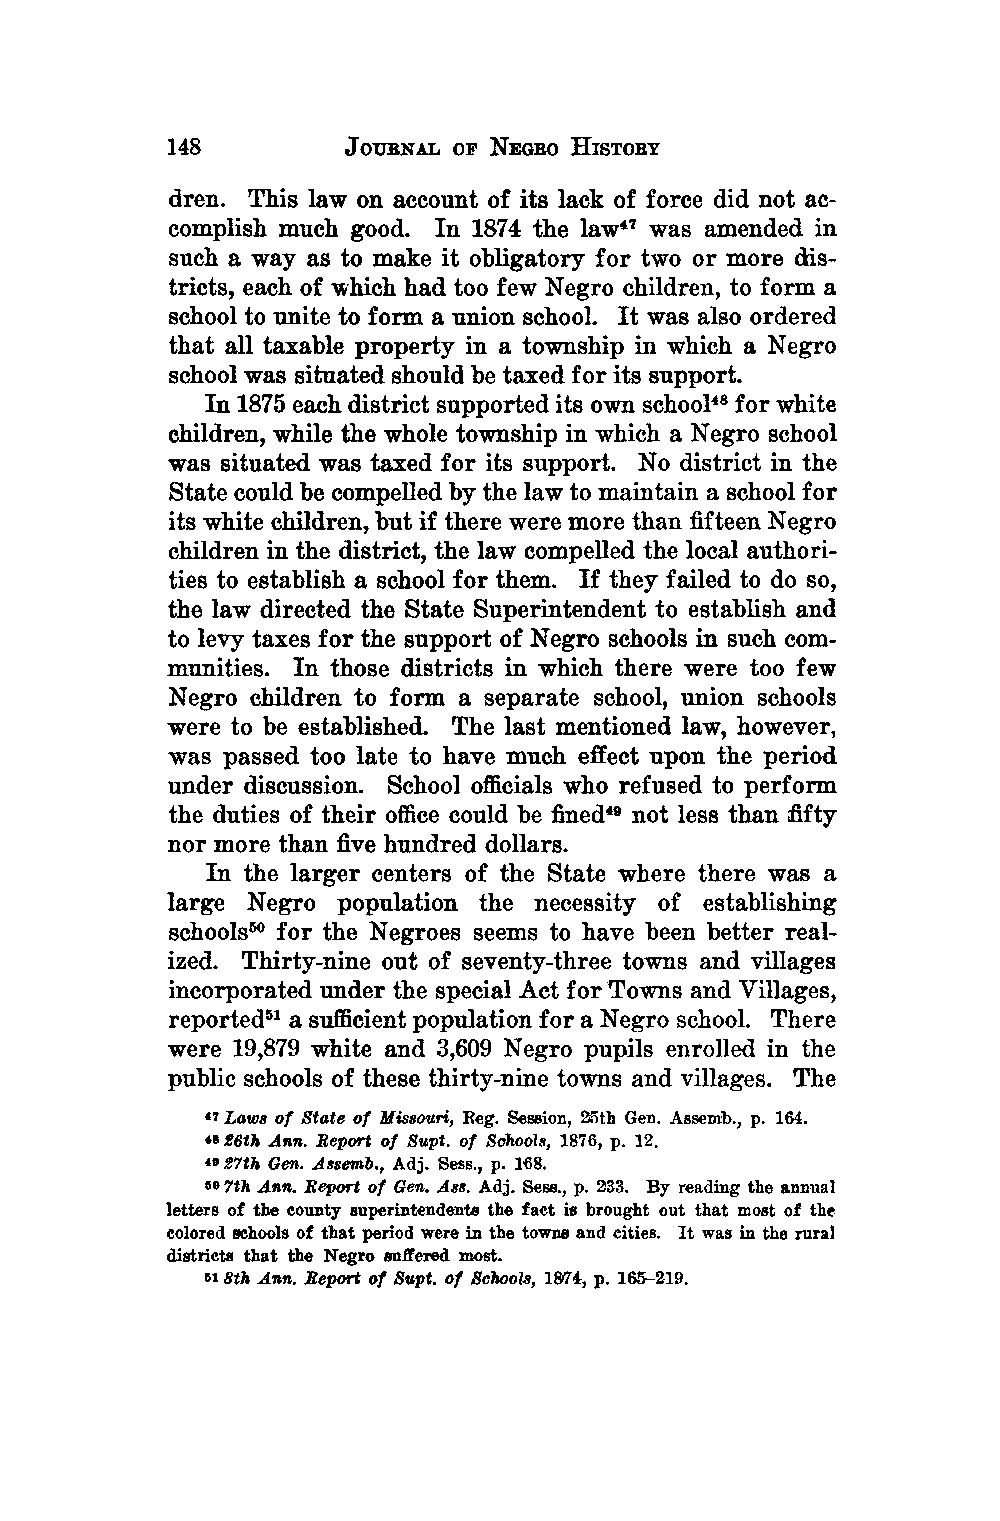 148 JOURNAL OF NEGRO HISTORY
dren. This law on account of its lack of force did not ac-
complish much good. In 1874 the law⁴⁷ was amended in
such a way as to make it obligatory for two or more dis-
tricts, each of which had too few Negro children, to form a
school to unite to form a union school. It was also ordered
that all taxable property in a township in which a Negro
school was situated should be taxed for its support.
In 1875 each district supported its own school⁴⁸ for white
children, while the whole township in which a Negro school
was situated was taxed for its support. No district in the
State could be compelled by the law to maintain a school for
its white children, but if there were more than fifteen Negro
children in the district, the law compelled the local authori-
ties to establish a school for them. If they failed to do so,
the law directed the State Superintendent to establish and
to levy taxes for the support of Negro schools in such com-
munities. In those districts in which there were too few
Negro children to form a separate school, union schools
were to be established. The last mentioned law, however,
was passed too late to have much effect upon the period
under discussion. School officials who refused to perform
the duties of their office could be fined⁴⁹ not less than fifty
nor more than five hundred dollars.
In the larger centers of the State where there was a
large Negro population the necessity of establishing
schools⁵⁰ for the Negroes seems to have been better real-
ized. Thirty-nine out of seventy-three towns and villages
incorporated under the special Act for Towns and Villages,
reported⁵¹ a sufficient population for a Negro school. There
were 19,879 white and 3,609 Negro pupils enrolled in the
public schools of these thirty-nine towns and villages. The
⁴⁷ Laws of State of Missouri, Reg. Session, 25th Gen. Assemb., p. 164.
⁴⁸ 26th Ann. Report of Supt. of Schools, 1876, p. 12.
⁴⁹ 27th Gen. Assemb., Adj. Sess., p. 168.
⁵⁰ 7th Ann. Report of Gen. Ass. Adj. Sess., p. 233. By reading the annual
letters of the county superintendents the fact is brought out that most of the
colored schools of that period were in the towns and cities. It was in the rural
districts that the Negro suffered most.
⁵¹ 8th Ann. Report of Supt. of Schools, 1874, p. 165–219.